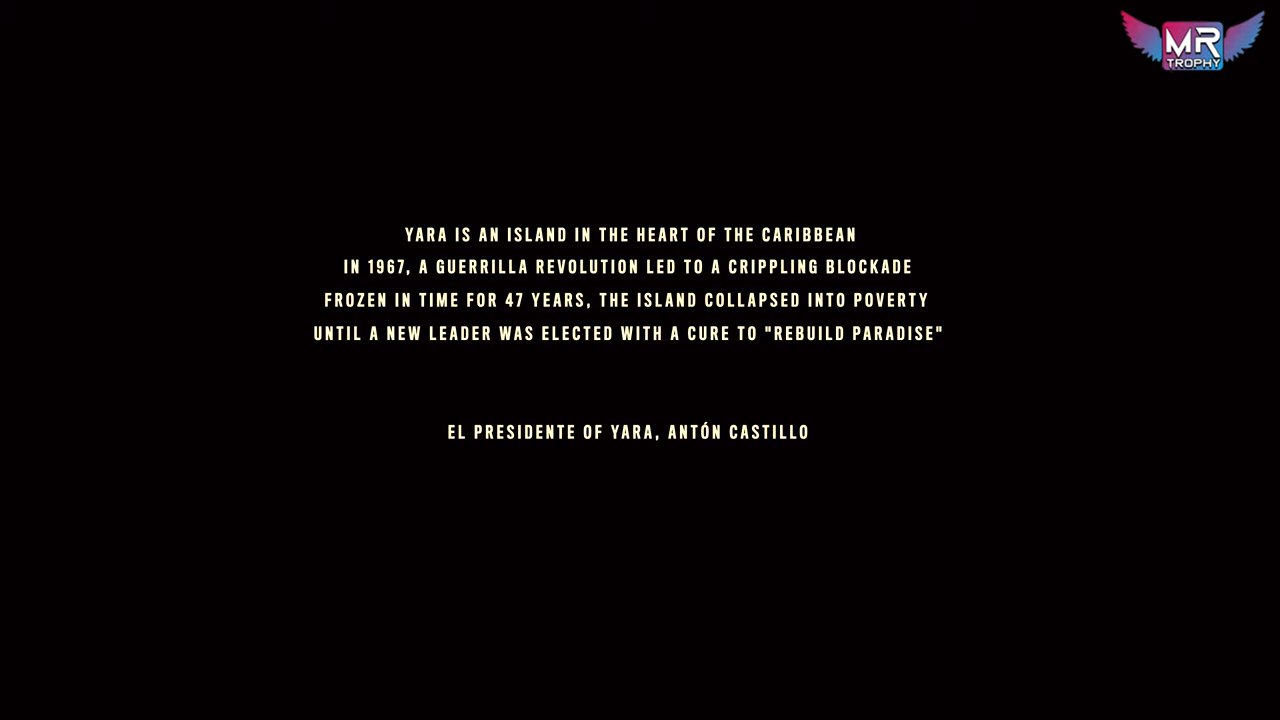 MR
TROPHY
YARA IS AN ISLAND IN THE HEART OF THE CARIBBEAN
IN 1967, A GUERRILLA REVOLUTION LED TO A CRIPPLING BLOCKADE
FROZEN IN TIME FOR 47 YEARS, THE ISLAND COLLAPSED INTO POVERTY
UNTIL A NEW LEADER WAS ELECTED WITH A CURE TO "REBUILD PARADISE"
EL PRESIDENTE OF YARA, ANTÓN CASTILLO